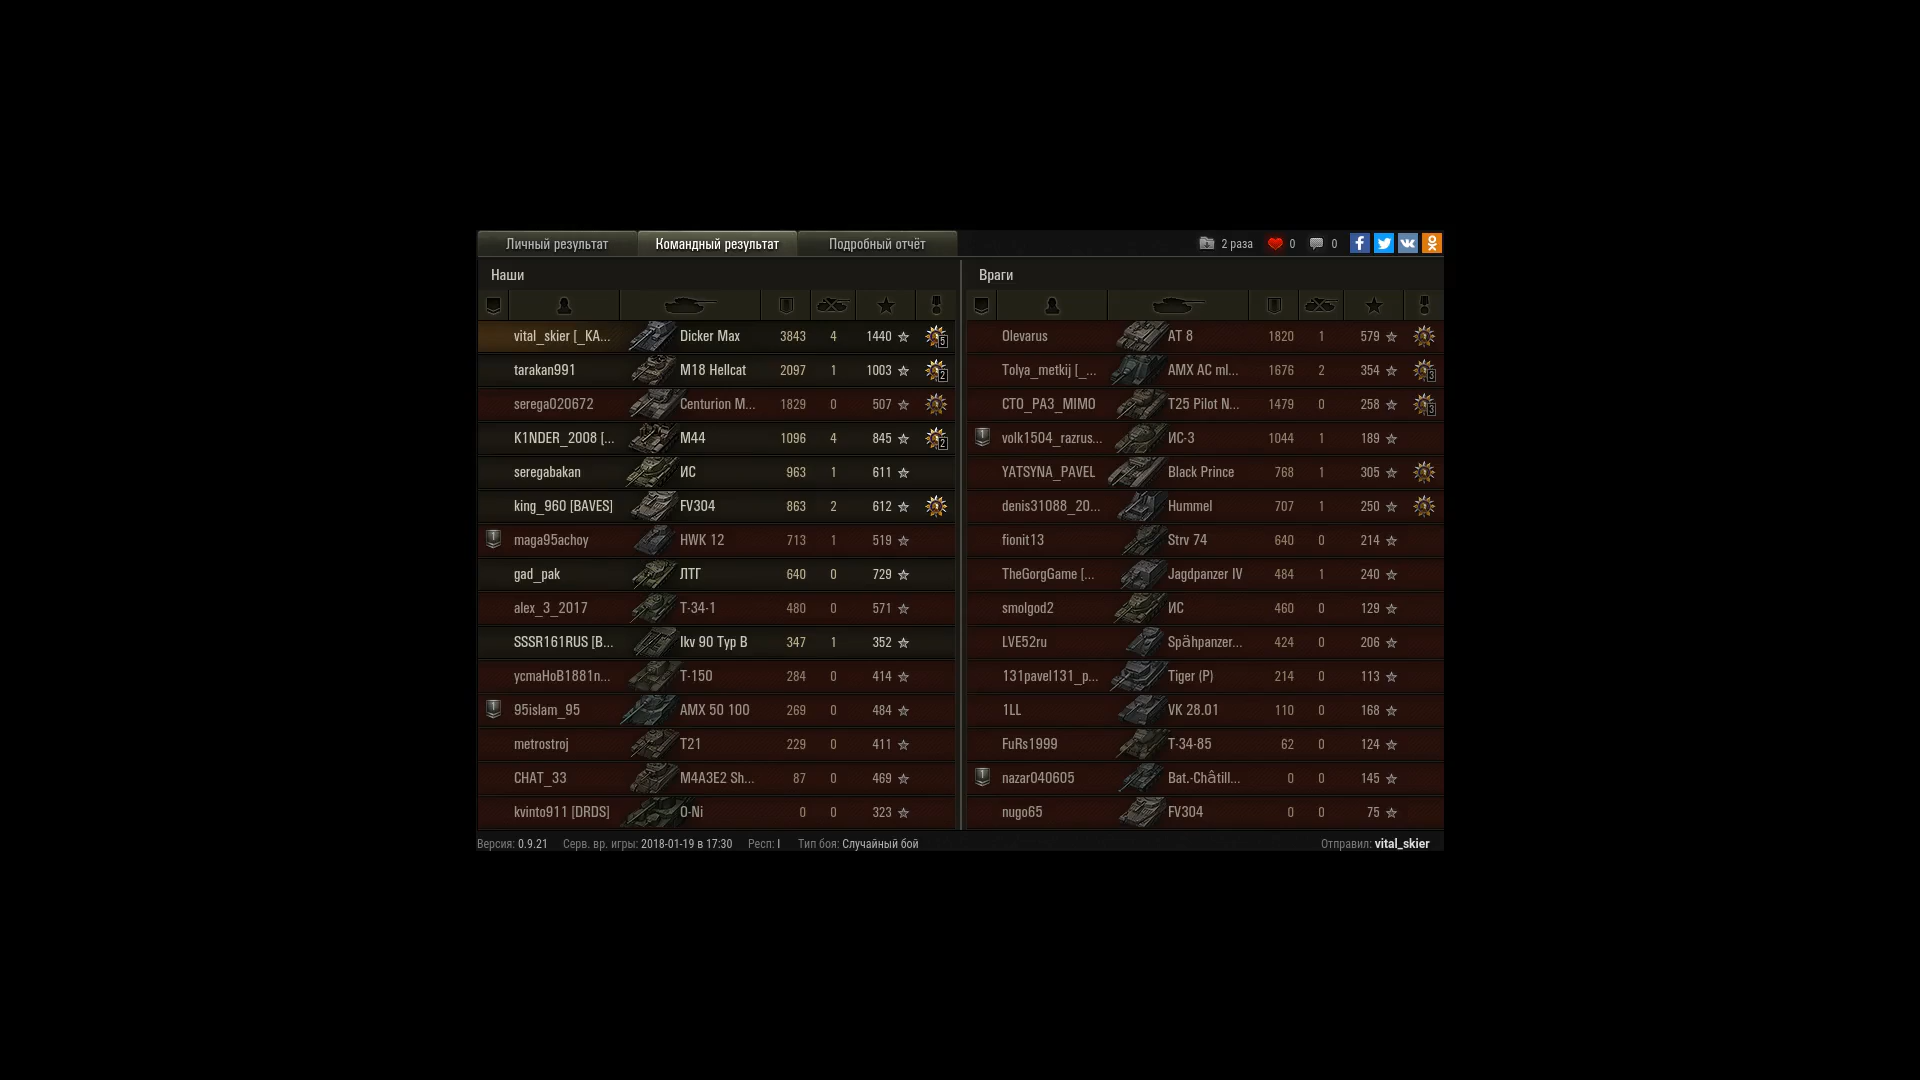 Личный результат Командный результат Подробный отчёт 2 раза 0 0
Наши Враги
vital_skier [_KA... Dicker Max 3843 4 1440 5 Olevarus AT 8 1820 1 579
tarakan991 M18 Hellcat 2097 1 1003 2 Tolya_metkij [_... AMX AC ml... 1676 2 354 3
serega020672 Centurion M... 1829 0 507 CTO_PA3_MIMO T25 Pilot N... 1479 0 258 3
K1NDER_2008 [... M44 1096 4 845 2 volk1504_razrus... ИС-3 1044 1 189
seregabakan ИС 963 1 611 YATSYNA_PAVEL Black Prince 768 1 305
king_960 [BAVES] FV304 863 2 612 denis31088_20... Hummel 707 1 250
maga95achoy HWK 12 713 1 519 fionit13 Strv 74 640 0 214
gad_pak ЛТГ 640 0 729 TheGorgGame [... Jagdpanzer IV 484 1 240
alex_3_2017 T-34-1 480 0 571 smolgod2 ИС 460 0 129
SSSR161RUS [B... Ikv 90 Typ B 347 1 352 LVE52ru Spähpanzer... 424 0 206
ycmaHoB1881n... Т-150 284 0 414 131pavel131_p... Tiger (P) 214 0 113
95islam_95 AMX 50 100 269 0 484 1LL VK 28.01 110 0 168
metrostroj T21 229 0 411 FuRs1999 Т-34-85 62 0 124
CHAT_33 M4A3E2 Sh... 87 0 469 nazar040605 Bat.-Châtill... 0 0 145
kvinto911 [DRDS] O-Ni 0 0 323 nugo65 FV304 0 0 75
Версия: 0.9.21 Серв. вр. игры: 2018-01-19 в 17:30 Респ: I Тип боя: Случайный бой Отправил: vital_skier